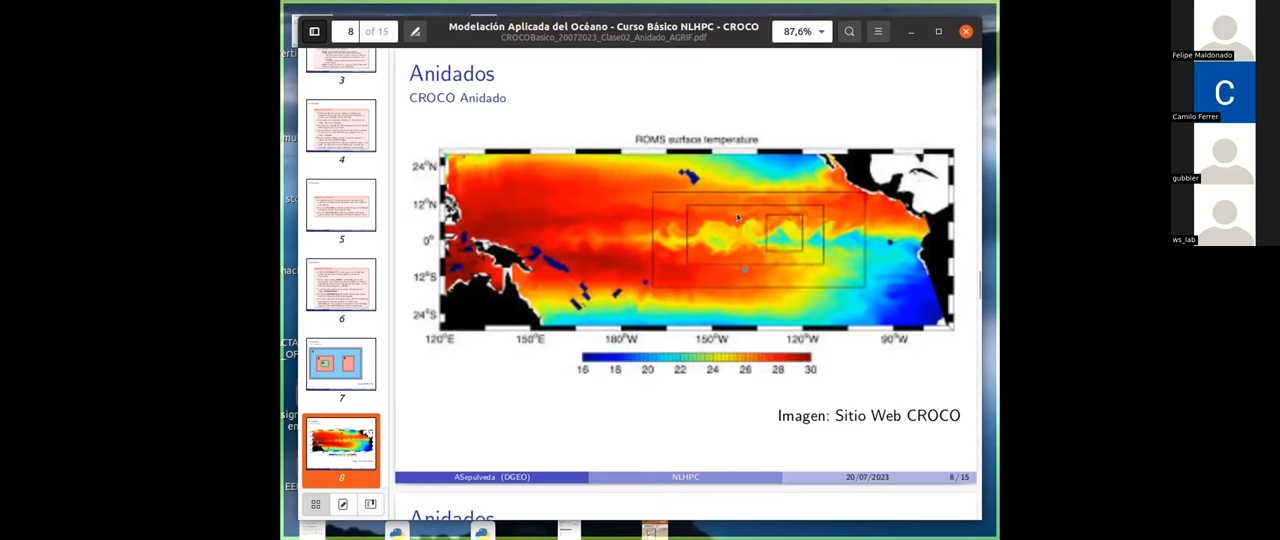 8 of 15
Modelación Aplicada del Océano - Curso Básico NLHPC - CROCO
CROCOBasico_20072023_Clase02_Anidado_AGRIF.pdf
87,6%
Felipe Maldonado
C
Camilo Ferrer
gubbler
ws_lab
3
4
5
6
7
8
Anidados
CROCO Anidado
ROMS surface temperature
24°N
12°N
0°
12°S
24°S
120°E 150°E 180°W 150°W 120°W 90°W
16 18 20 22 24 26 28 30
Imagen: Sitio Web CROCO
ASepulveda (DGEO) NLHPC 20/07/2023 8 / 15
Anidados